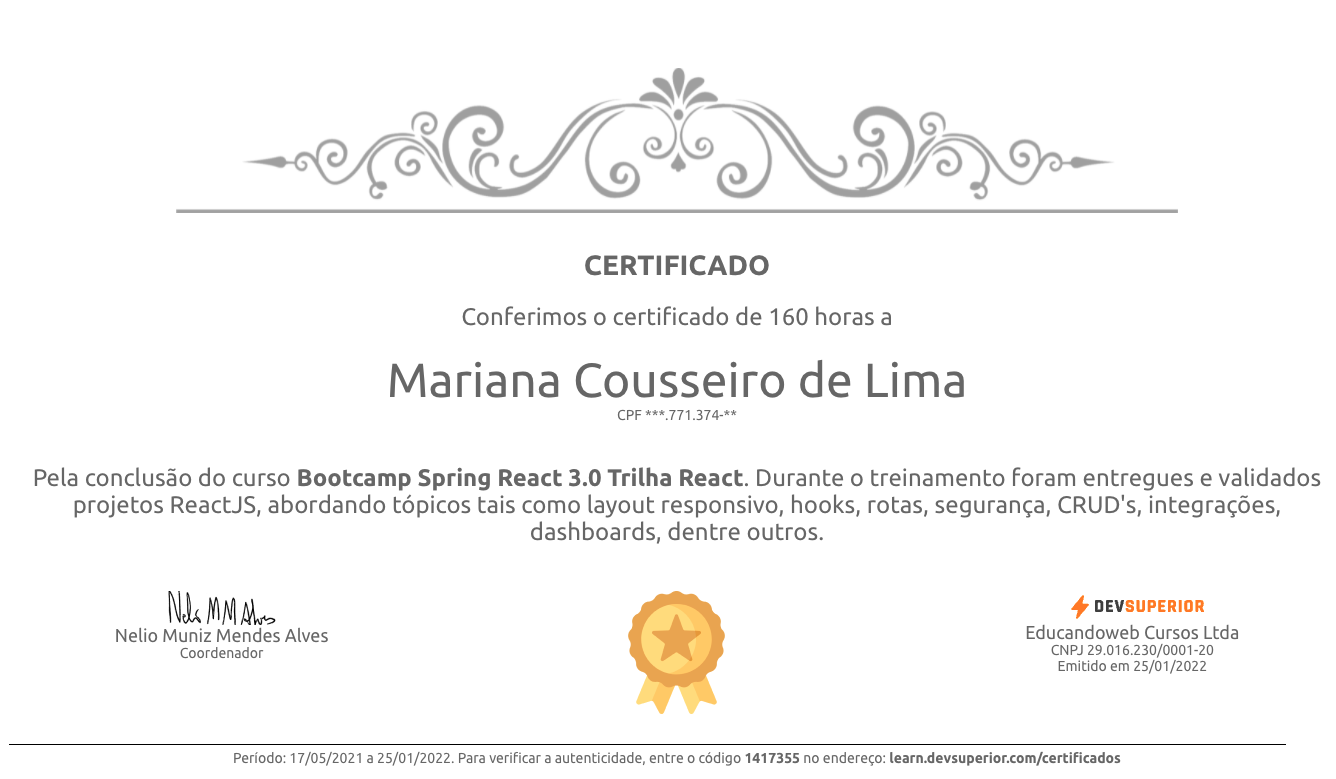 CERTIFICADO
Conferimos o certificado de 160 horas a
Mariana Cousseiro de Lima
CPF ***.771.374-**
Pela conclusão do curso Bootcamp Spring React 3.0 Trilha React. Durante o treinamento foram entregues e validados
projetos ReactJS, abordando tópicos tais como layout responsivo, hooks, rotas, segurança, CRUD's, integrações,
dashboards, dentre outros.
Nelio MM Alves
Nelio Muniz Mendes Alves
Coordenador
DEVSUPERIOR
Educandoweb Cursos Ltda
CNPJ 29.016.230/0001-20
Emitido em 25/01/2022
Período: 17/05/2021 a 25/01/2022. Para verificar a autenticidade, entre o código 1417355 no endereço: learn.devsuperior.com/certificados